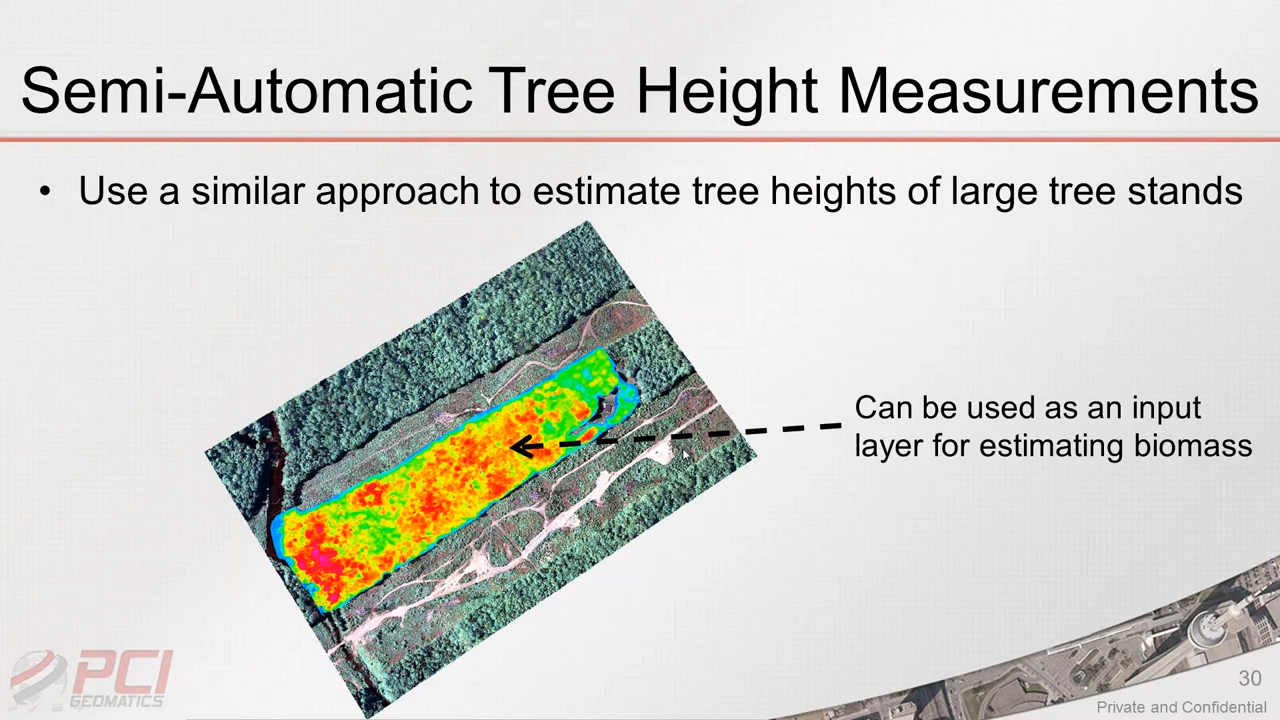 Semi-Automatic Tree Height Measurements
• Use a similar approach to estimate tree heights of large tree stands
Can be used as an input
layer for estimating biomass
PCI
GEOMATICS
30
Private and Confidential